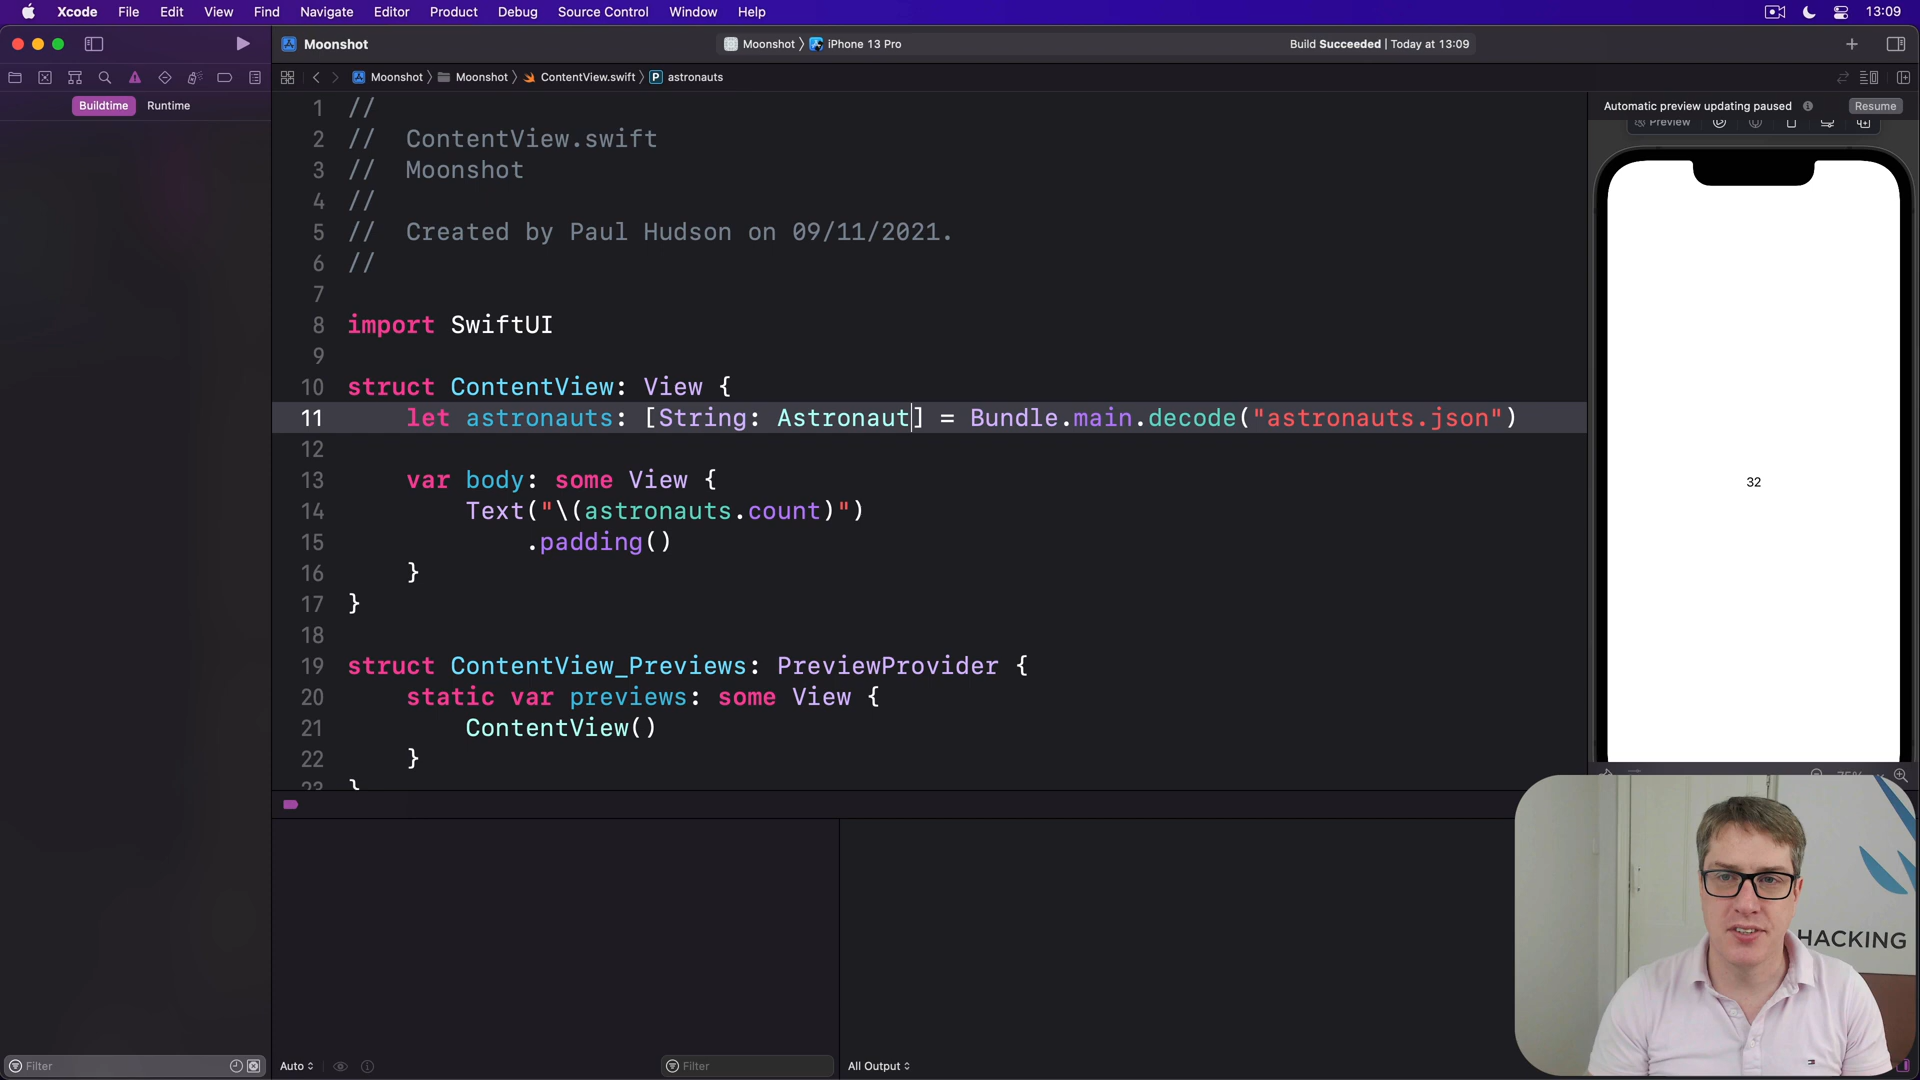 Xcode File Edit View Find Navigate Editor Product Debug Source Control Window Help 13:09
Moonshot Moonshot iPhone 13 Pro Build Succeeded | Today at 13:09
Moonshot Moonshot ContentView.swift P astronauts
Buildtime Runtime
Automatic preview updating paused Resume
Preview
1 //
2 // ContentView.swift
3 // Moonshot
4 //
5 // Created by Paul Hudson on 09/11/2021.
6 //
7
8 import SwiftUI
9
10 struct ContentView: View {
11 let astronauts: [String: Astronaut] = Bundle.main.decode("astronauts.json")
12
13 var body: some View {
14 Text("\(astronauts.count)")
15 .padding()
16 }
17 }
18
19 struct ContentView_Previews: PreviewProvider {
20 static var previews: some View {
21 ContentView()
22 }
23 }
32
75%
HACKING
Filter Auto Filter All Output